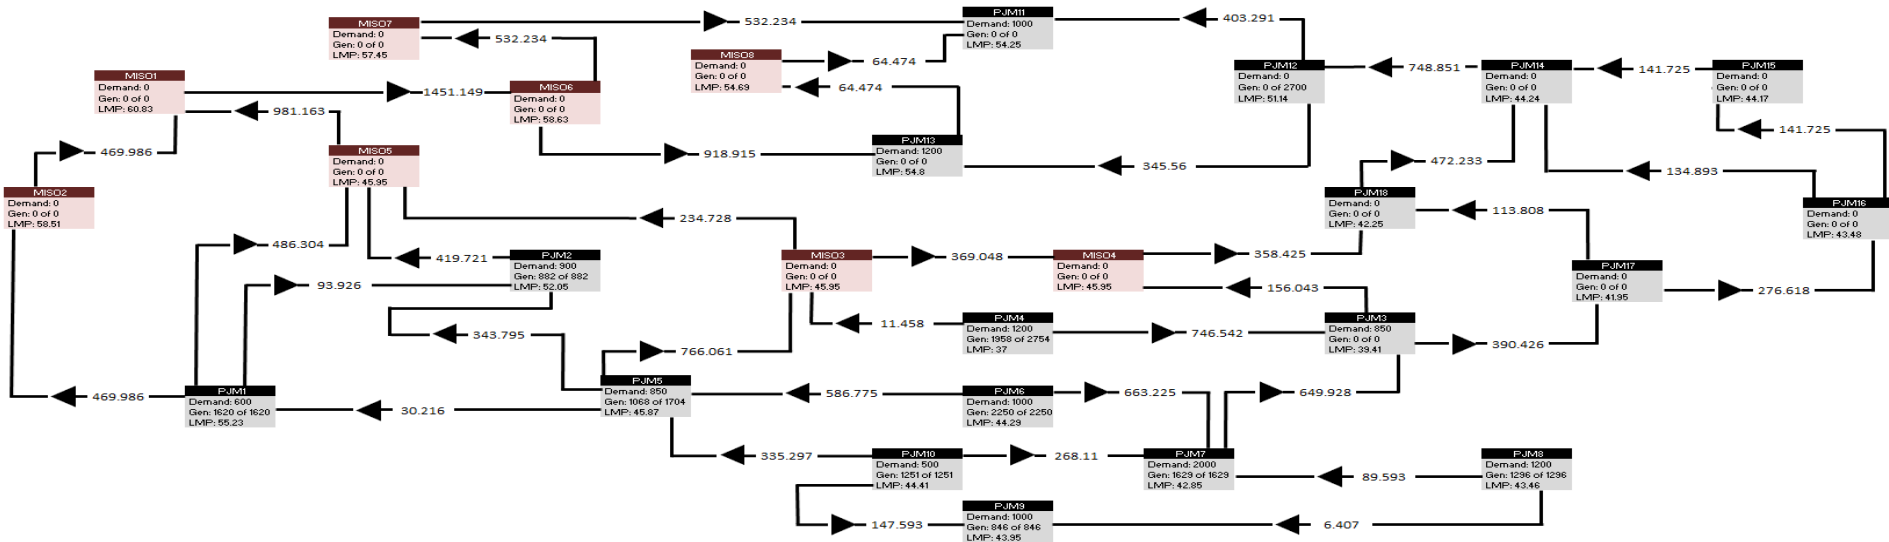 MISO7
Demand: 0
Gen: 0 of 0
LMP: 57.45
532.234
PJM11
Demand: 1000
Gen: 0 of 0
LMP: 54.25
403.291
532.234
MISO8
Demand: 0
Gen: 0 of 0
LMP: 54.69
64.474
64.474
PJM12
Demand: 0
Gen: 0 of 2700
LMP: 51.14
748.851
PJM14
Demand: 0
Gen: 0 of 0
LMP: 44.24
141.725
PJM15
Demand: 0
Gen: 0 of 0
LMP: 44.17
MISO1
Demand: 0
Gen: 0 of 0
LMP: 60.83
1451.149
MISO6
Demand: 0
Gen: 0 of 0
LMP: 58.63
981.163
469.986
MISO5
Demand: 0
Gen: 0 of 0
LMP: 45.95
918.915
PJM13
Demand: 1200
Gen: 0 of 0
LMP: 54.8
345.56
472.233
141.725
134.893
MISO2
Demand: 0
Gen: 0 of 0
LMP: 58.51
234.728
PJM18
Demand: 0
Gen: 0 of 0
LMP: 42.25
113.808
PJM16
Demand: 0
Gen: 0 of 0
LMP: 43.48
486.304
419.721
PJM2
Demand: 900
Gen: 882 of 882
LMP: 52.05
93.926
MISO3
Demand: 0
Gen: 0 of 0
LMP: 45.95
369.048
MISO4
Demand: 0
Gen: 0 of 0
LMP: 45.95
358.425
156.043
PJM17
Demand: 0
Gen: 0 of 0
LMP: 41.95
276.618
343.795
11.458
PJM4
Demand: 1200
Gen: 1958 of 2754
LMP: 37
746.542
PJM3
Demand: 850
Gen: 0 of 0
LMP: 39.41
390.426
766.061
469.986
PJM1
Demand: 600
Gen: 1620 of 1620
LMP: 55.23
30.216
PJM5
Demand: 850
Gen: 1068 of 1704
LMP: 45.87
586.775
PJM6
Demand: 1000
Gen: 2250 of 2250
LMP: 44.29
663.225
649.928
335.297
PJM10
Demand: 500
Gen: 1251 of 1251
LMP: 44.41
268.11
PJM7
Demand: 2000
Gen: 1629 of 1629
LMP: 42.85
89.593
PJM8
Demand: 1200
Gen: 1296 of 1296
LMP: 43.46
147.593
PJM9
Demand: 1000
Gen: 846 of 846
LMP: 43.95
6.407